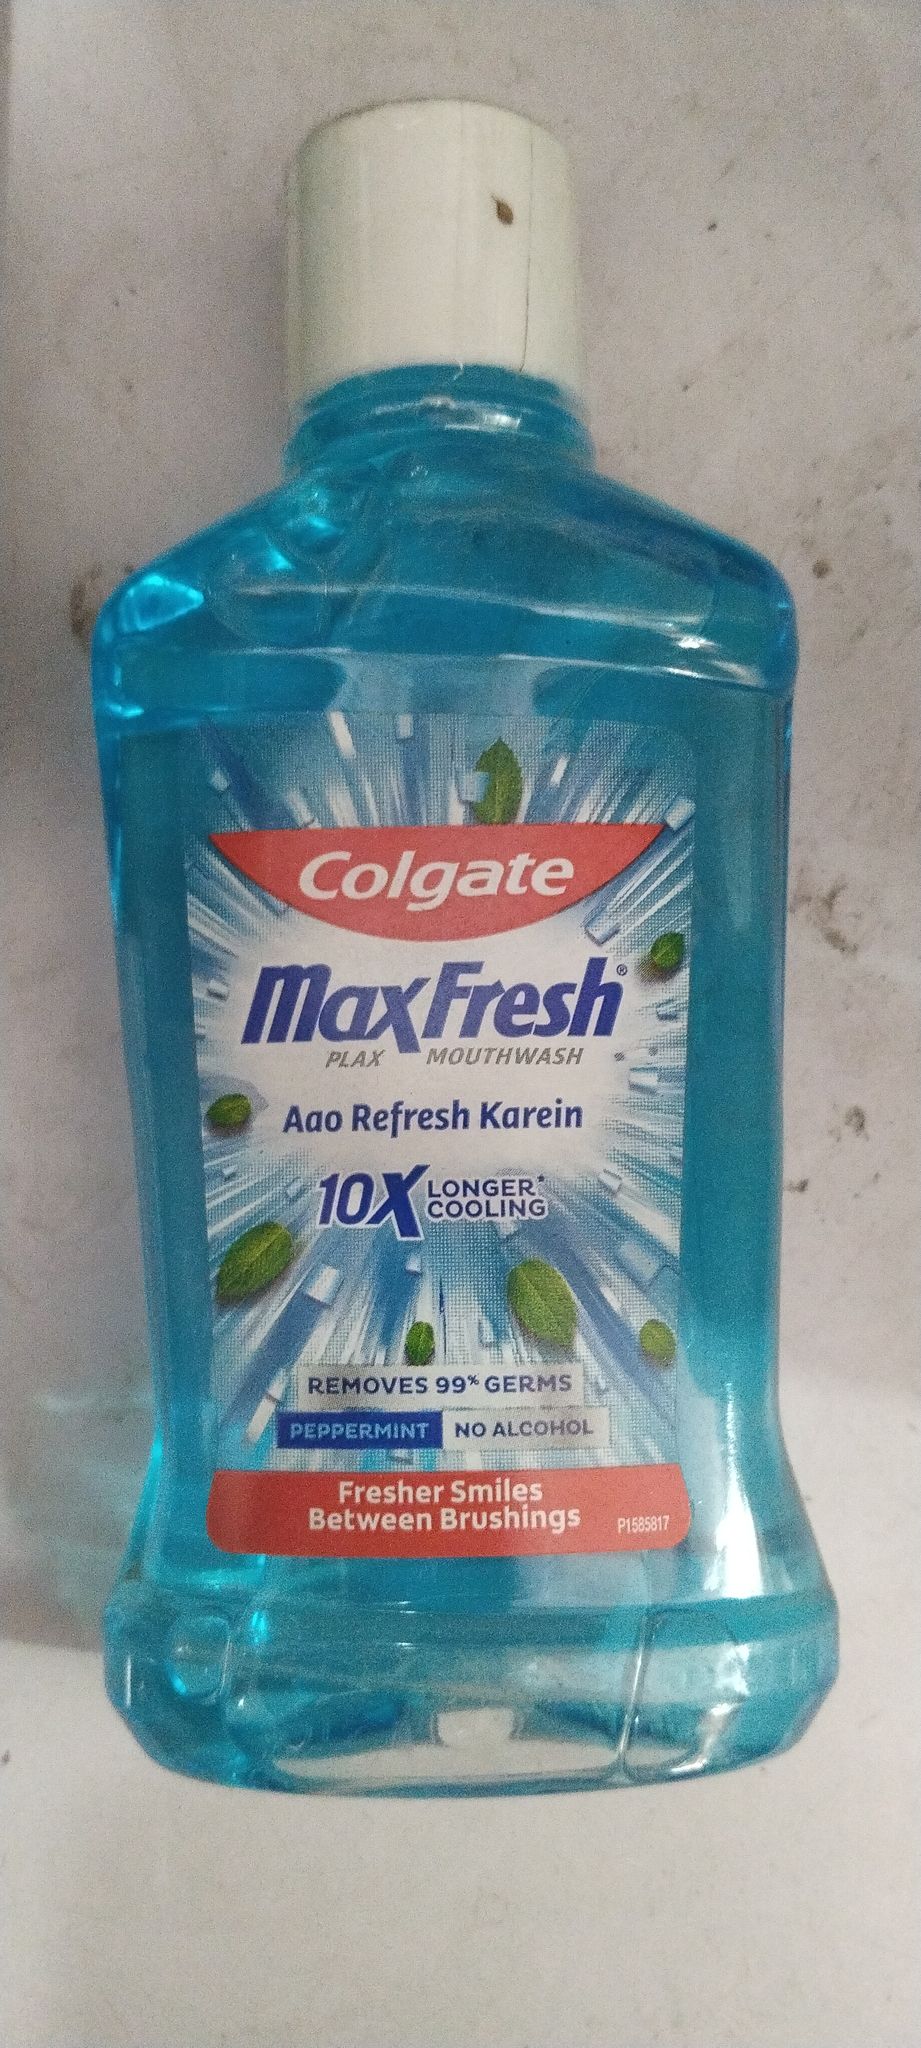 Colgate
MaxFresh®
PLAX MOUTHWASH
Aao Refresh Karein
10X LONGER*
COOLING
REMOVES 99% GERMS
PEPPERMINT NO ALCOHOL
Fresher Smiles
Between Brushings
P1585817